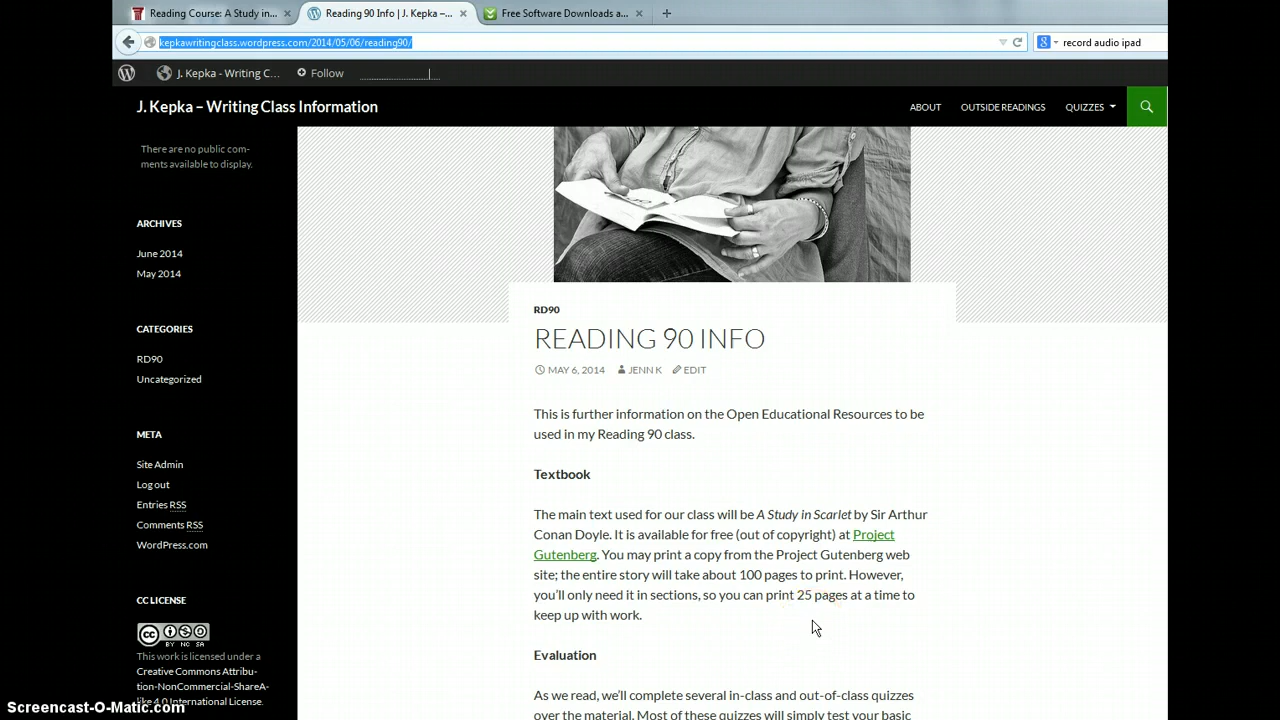 Reading Course: A Study in...
Reading 90 Info | J. Kepka –...
Free Software Downloads a...
kepkawritingclass.wordpress.com/2014/05/06/reading90/
record audio ipad
J. Kepka - Writing C...
Follow
J. Kepka – Writing Class Information
ABOUT
OUTSIDE READINGS
QUIZZES
There are no public com-
ments available to display.
ARCHIVES
June 2014
May 2014
CATEGORIES
RD90
Uncategorized
META
Site Admin
Log out
Entries RSS
Comments RSS
WordPress.com
CC LICENSE
cc
BY NC SA
This work is licensed under a
Creative Commons Attribu-
tion-NonCommercial-ShareA-
like 4.0 International License.
RD90
READING 90 INFO
MAY 6, 2014 JENN K EDIT
This is further information on the Open Educational Resources to be
used in my Reading 90 class.
Textbook
The main text used for our class will be A Study in Scarlet by Sir Arthur
Conan Doyle. It is available for free (out of copyright) at Project
Gutenberg. You may print a copy from the Project Gutenberg web
site; the entire story will take about 100 pages to print. However,
you'll only need it in sections, so you can print 25 pages at a time to
keep up with work.
Evaluation
As we read, we'll complete several in-class and out-of-class quizzes
over the material. Most of these quizzes will simply test your basic
Screencast-O-Matic.com